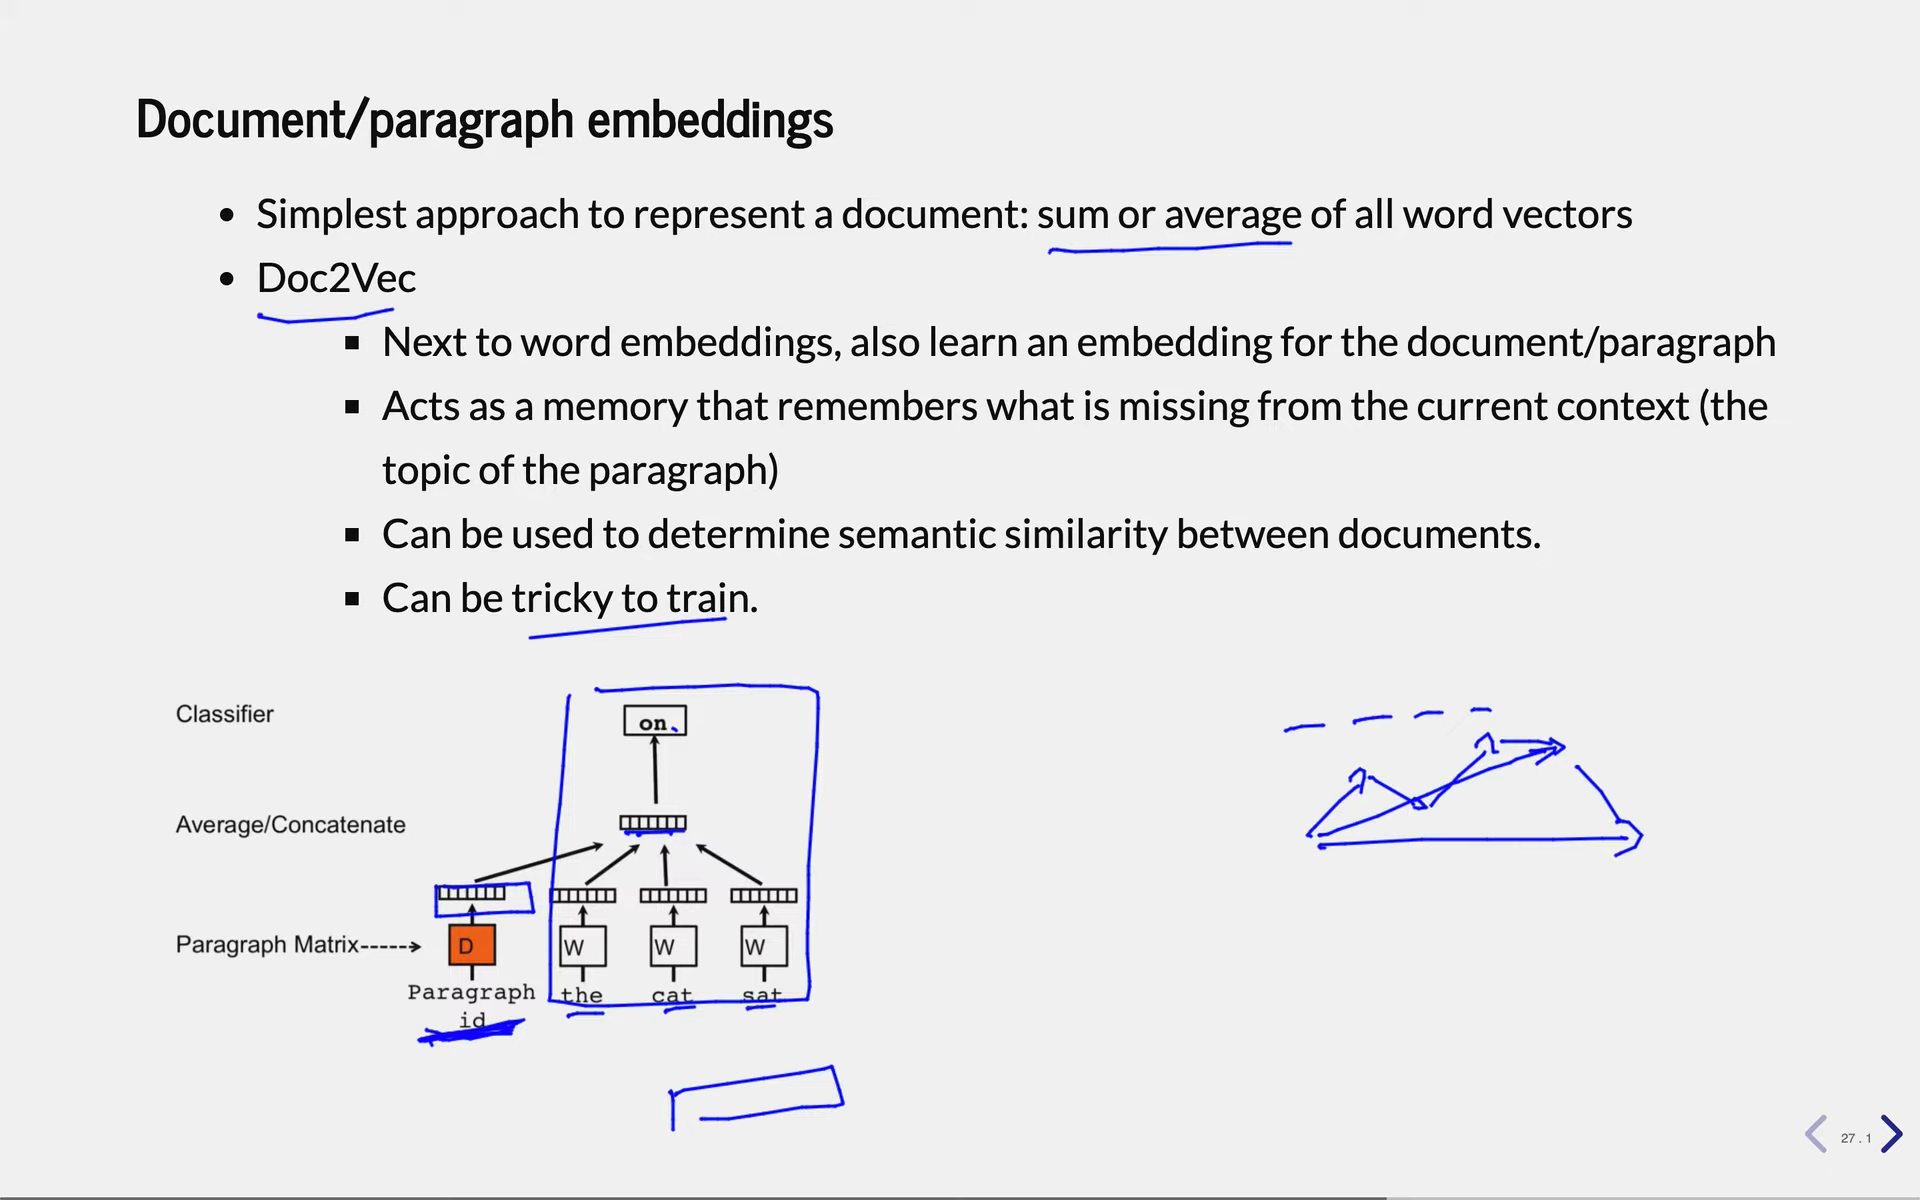 Document/paragraph embeddings
Simplest approach to represent a document: sum or average of all word vectors
Doc2Vec
Next to word embeddings, also learn an embedding for the document/paragraph
Acts as a memory that remembers what is missing from the current context (the
topic of the paragraph)
Can be used to determine semantic similarity between documents.
Can be tricky to train.
Classifier
on
Average/Concatenate
Paragraph Matrix----->
D W W W
Paragraph the cat sat
id
27 . 1